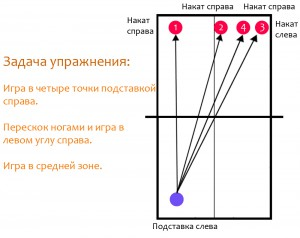 Накат справа Накат справа
Накат
справа
Накат
слева
1 2 4 3
Задача упражнения:
Игра в четыре точки подставкой
справа.
Перескок ногами и игра в
левом углу справа.
Игра в средней зоне.
Подставка слева